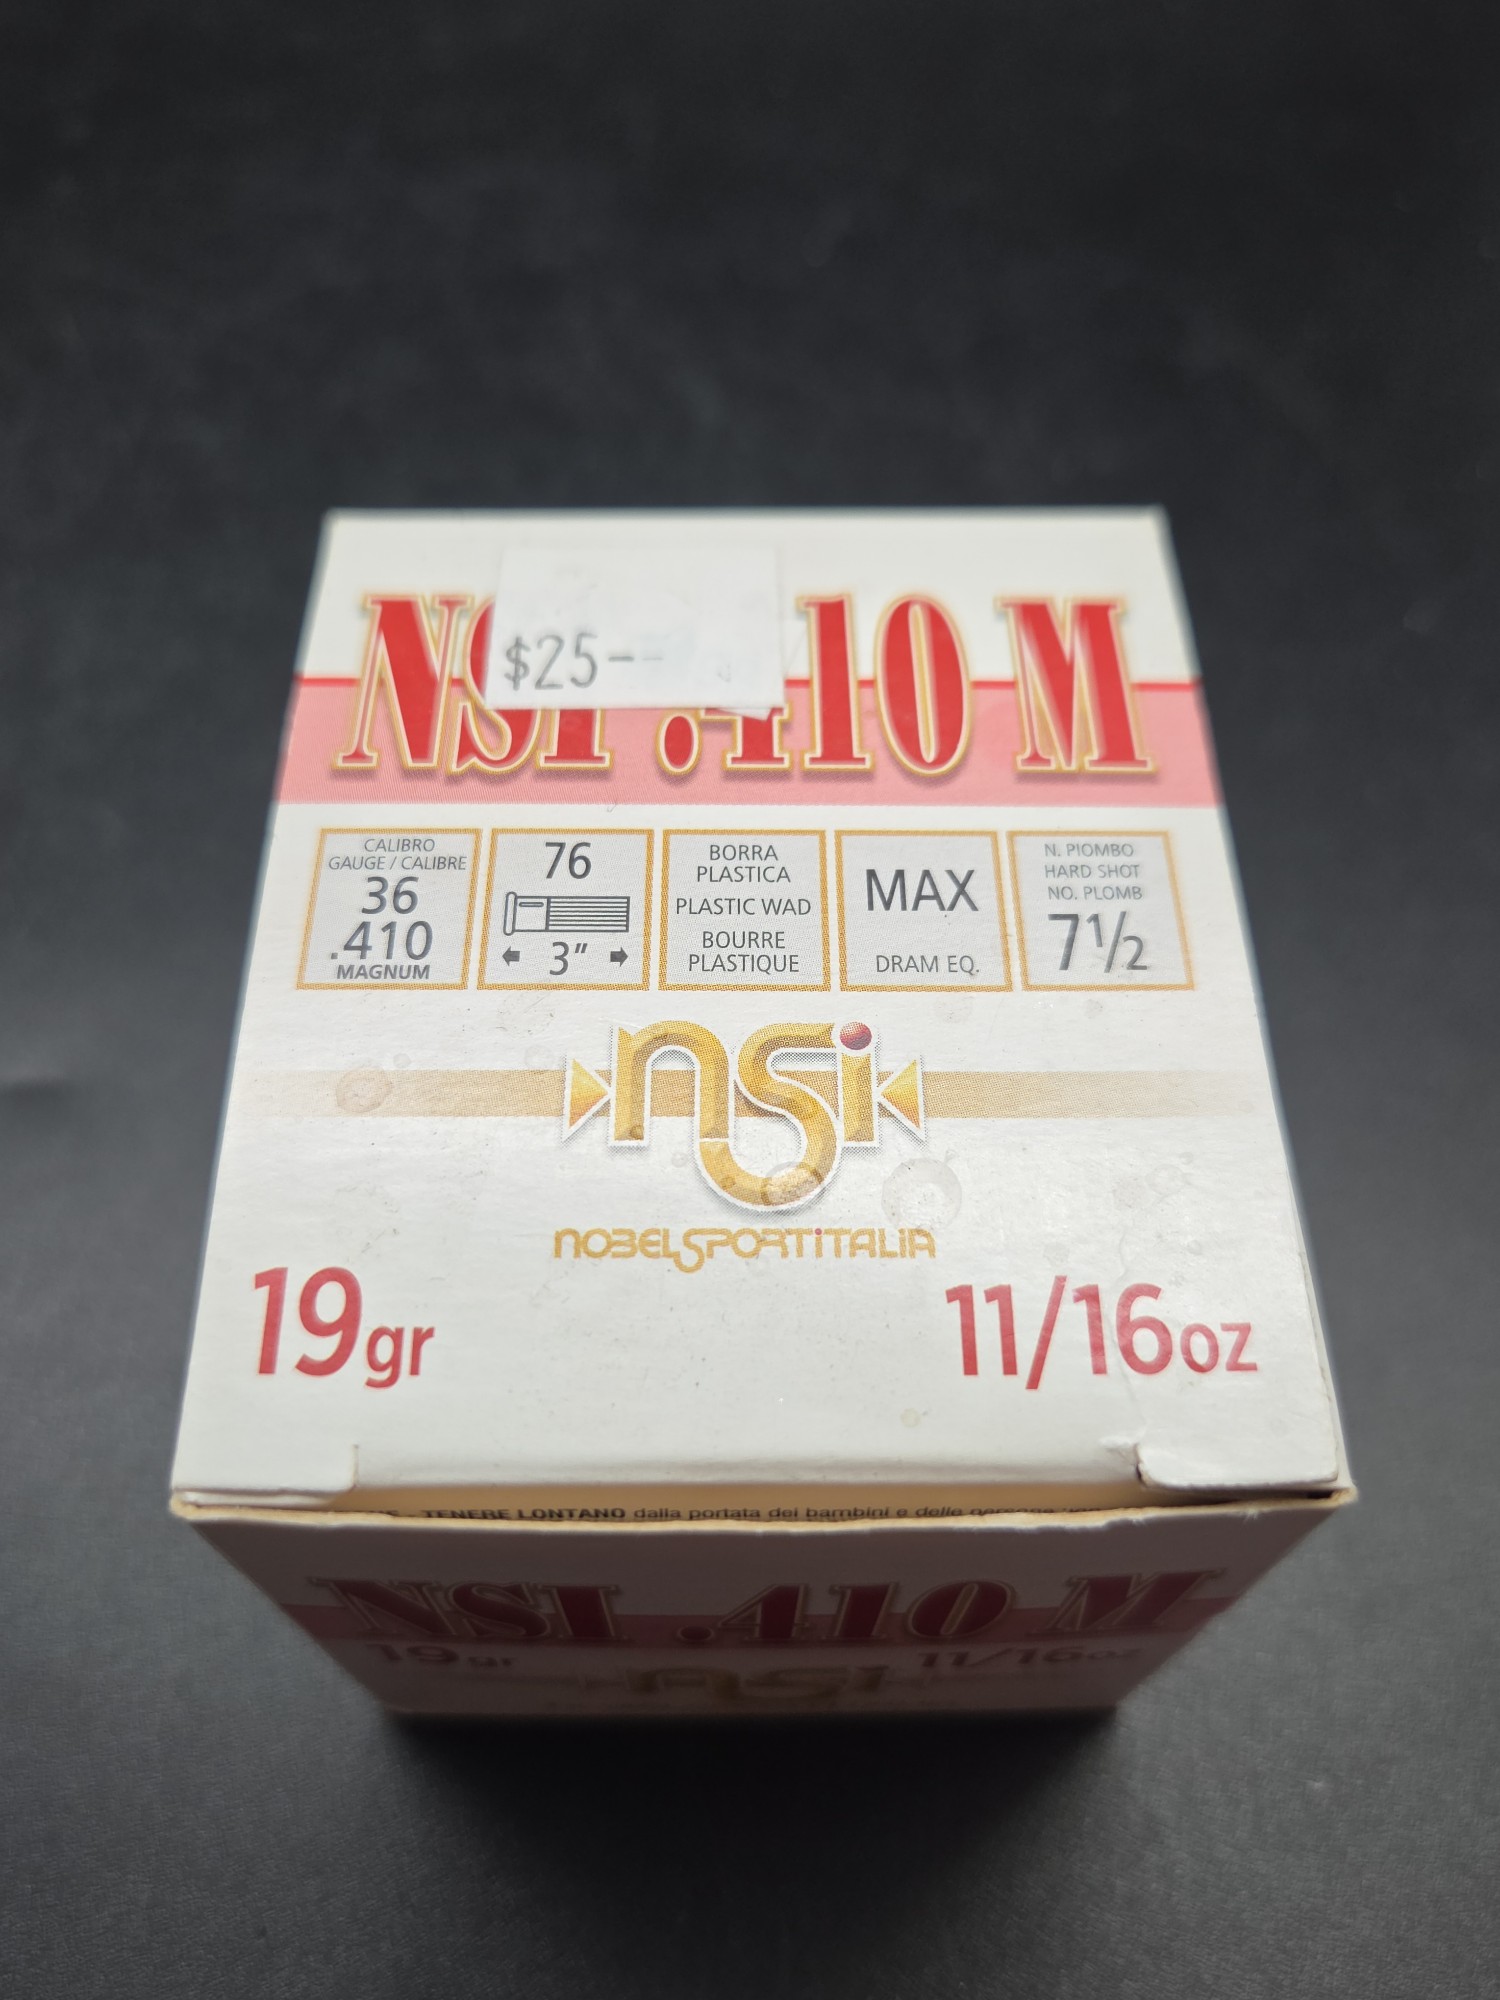 NSI .410 M
$25--
CALIBRO
GAUGE / CALIBRE
36
.410
MAGNUM
76
3"
BORRA
PLASTICA
PLASTIC WAD
BOURRE
PLASTIQUE
MAX
DRAM EQ.
N. PIOMBO
HARD SHOT
NO. PLOMB
7½
nsi
NOBELSPORTITALIA
19gr
11/16oz
TENERE LONTANO dalla portata dei bambini e delle persone
NSI .410 M
19gr
11/16oz
nsi